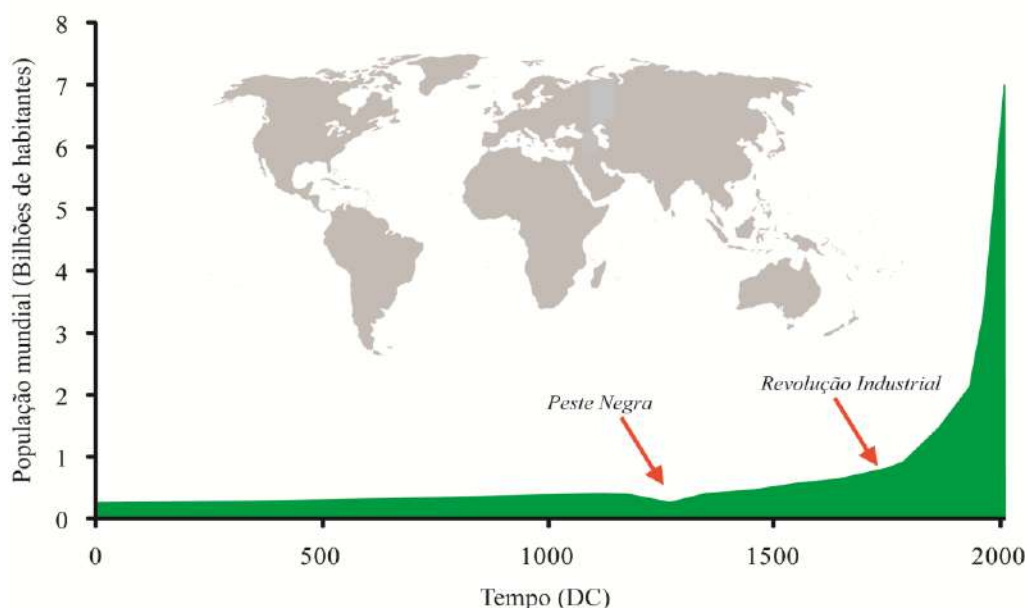 População mundial (Bilhões de habitantes)
8
7
6
5
4
3
2
1
0
Peste Negra
Revolução Industrial
0 500 1000 1500 2000
Tempo (DC)